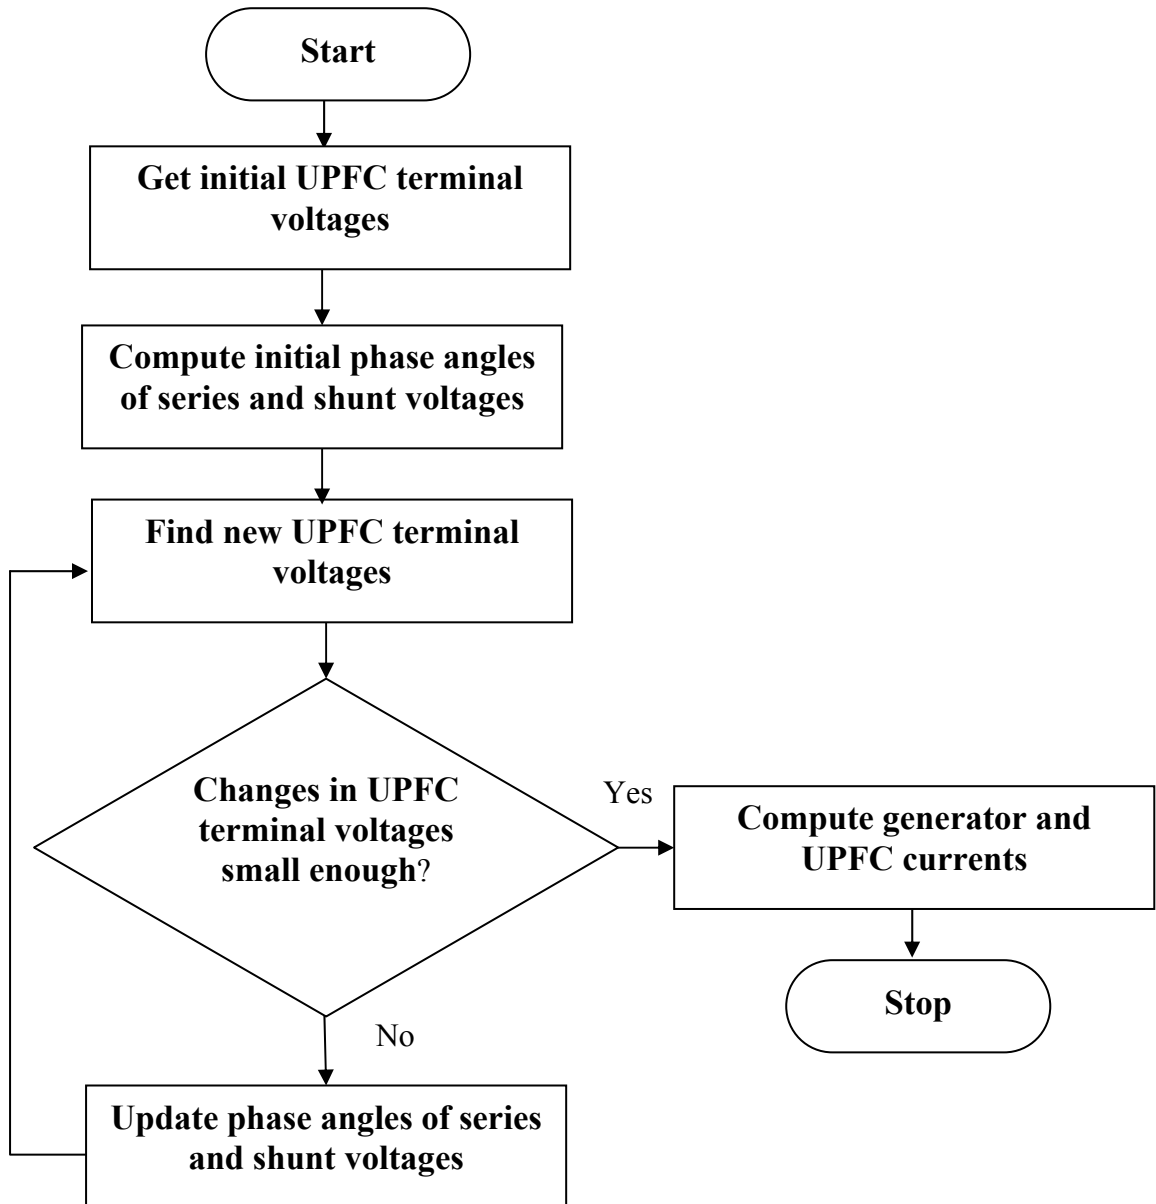 Start
Get initial UPFC terminal
voltages
Compute initial phase angles
of series and shunt voltages
Find new UPFC terminal
voltages
Changes in UPFC
terminal voltages
small enough?
Yes
Compute generator and
UPFC currents
Stop
No
Update phase angles of series
and shunt voltages